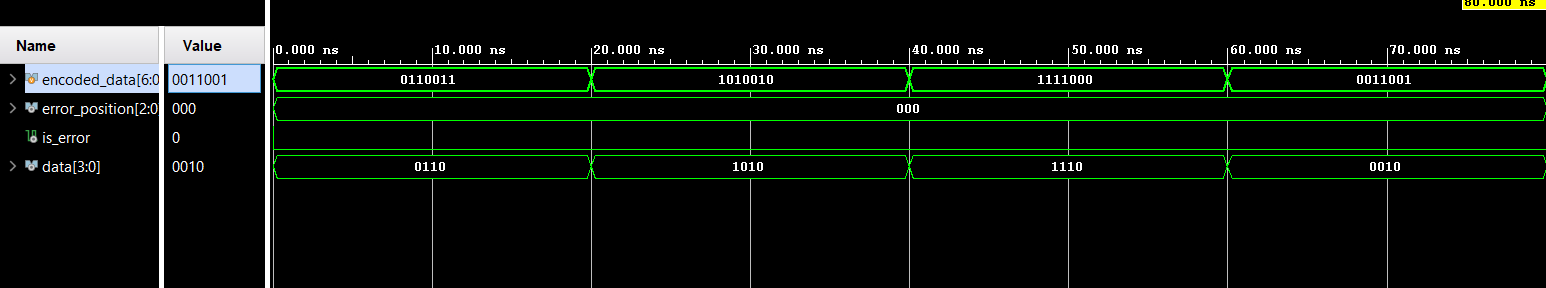 80.000 ns
Name Value
0.000 ns 10.000 ns 20.000 ns 30.000 ns 40.000 ns 50.000 ns 60.000 ns 70.000 ns
encoded_data[6:0 0011001 0110011 1010010 1111000 0011001
error_position[2:0 000 000
is_error 0
data[3:0] 0010 0110 1010 1110 0010